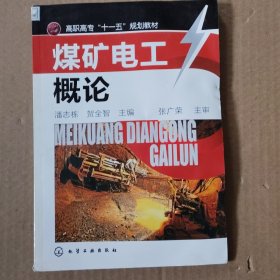 高职高专“十一五”规划教材
煤矿电工
概论
潘志栋 贺全智 主编 张广荣 主审
MEIKUANG DIANGONG
GAILUN
化学工业出版社